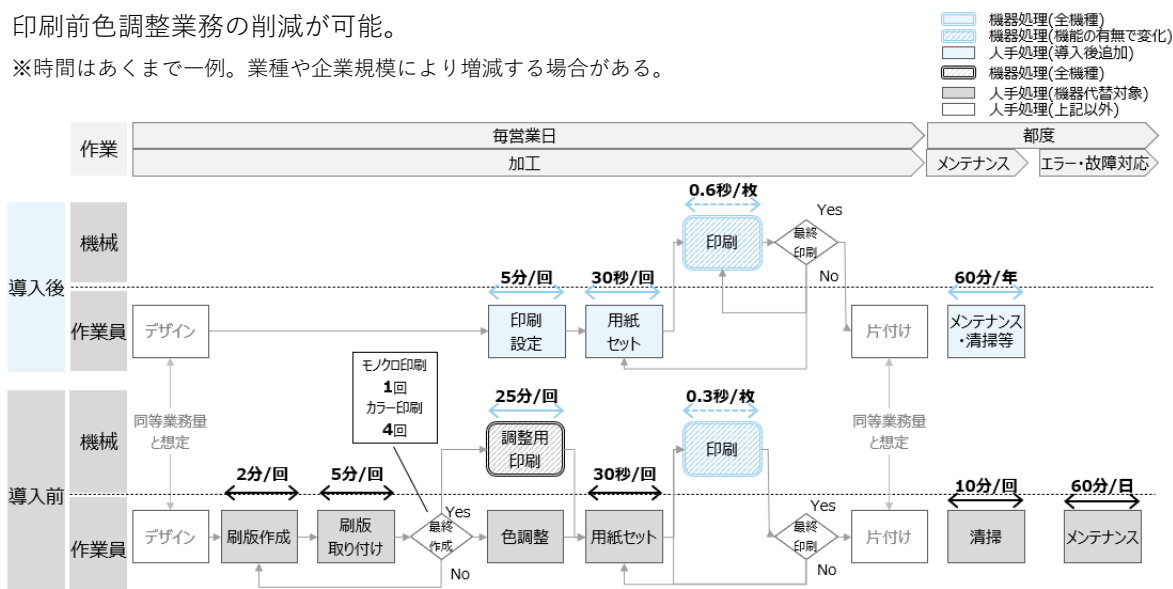 印刷前色調整業務の削減が可能。
※時間はあくまで一例。業種や企業規模により増減する場合がある。
機器処理(全機種)
機器処理(機能の有無で変化)
人手処理(導入後追加)
機器処理(全機種)
人手処理(機器代替対象)
人手処理(上記以外)
作業
毎営業日
都度
加工
メンテナンス
エラー・故障対応
導入後
機械
0.6秒/枚
印刷
最終
印刷
Yes
No
作業員
デザイン
5分/回
印刷
設定
30秒/回
用紙
セット
片付け
60分/年
メンテナンス
・清掃等
同等業務量
と想定
同等業務量
と想定
導入前
機械
モノクロ印刷
1回
カラー印刷
4回
25分/回
調整用
印刷
0.3秒/枚
印刷
作業員
デザイン
2分/回
刷版作成
5分/回
刷版
取り付け
最終
作成
Yes
No
色調整
30秒/回
用紙セット
最終
印刷
Yes
No
片付け
10分/回
清掃
60分/日
メンテナンス